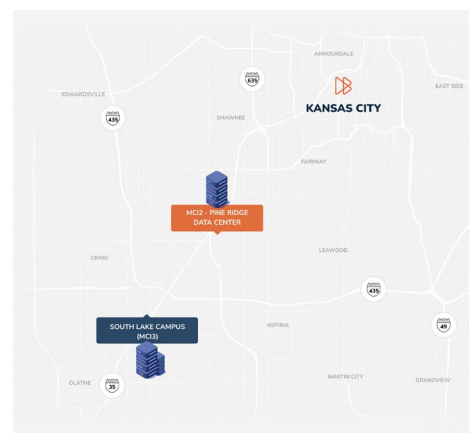 ARMOURDALE
INTERSTATE
635
EAST SIDE
EDWARDSVILLE
KANSAS CITY
435
SHAWNEE
FAIRWAY
MCI2 - PINE RIDGE
DATA CENTER
LEAWOOD
CRAIG
435
SOUTH LAKE CAMPUS
(MCI3)
ASPIRIA
49
OLATHE
35
MARTIN CITY
GRANDVIEW